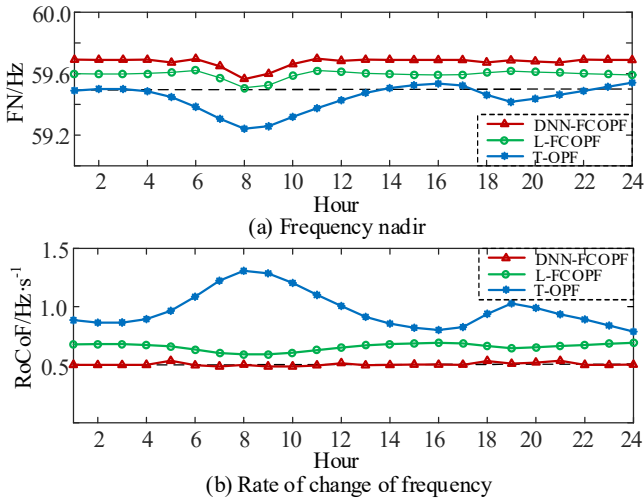 60.0
59.6
59.2
FN/Hz
DNN-FCOPF
L-FCOPF
T-OPF
2 4 6 8 10 12 14 16 18 20 22 24
Hour
(a) Frequency nadir
1.5
1.0
0.5
RoCoF/Hz·s⁻¹
DNN-FCOPF
L-FCOPF
T-OPF
2 4 6 8 10 12 14 16 18 20 22 24
Hour
(b) Rate of change of frequency